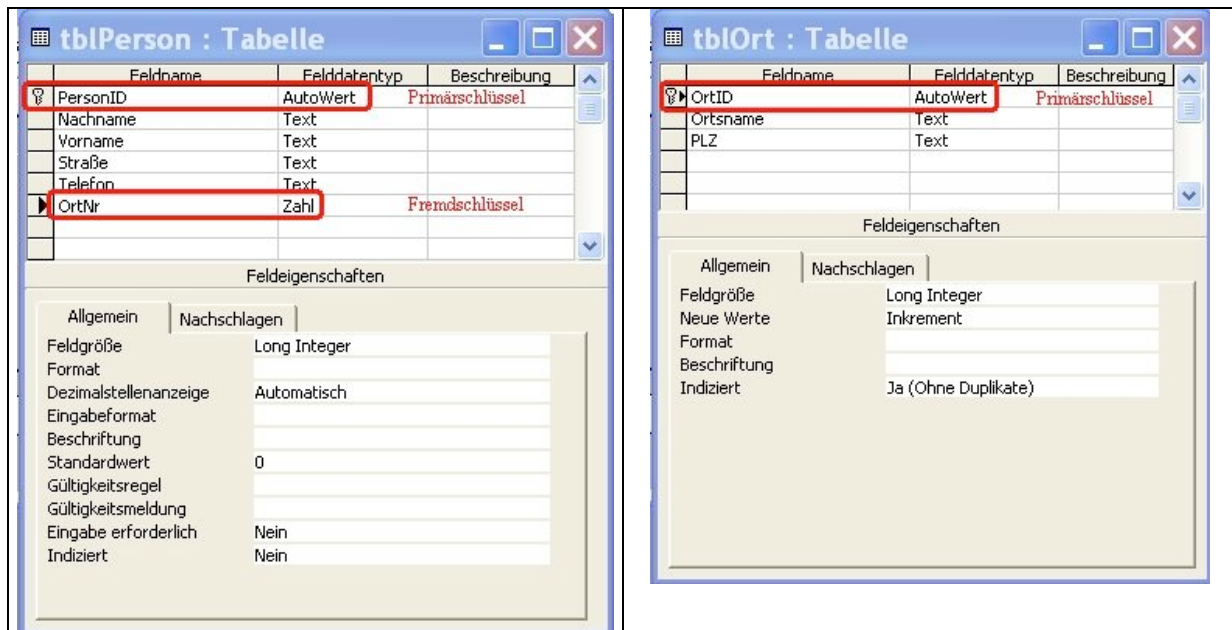 tblPerson : Tabelle
Feldname Felddatentyp Beschreibung
PersonID AutoWert Primärschlüssel
Nachname Text
Vorname Text
Straße Text
Telefon Text
OrtNr Zahl Fremdschlüssel
Feldeigenschaften
Allgemein Nachschlagen
Feldgröße Long Integer
Format
Dezimalstellenanzeige Automatisch
Eingabeformat
Beschriftung
Standardwert 0
Gültigkeitsregel
Gültigkeitsmeldung
Eingabe erforderlich Nein
Indiziert Nein
tblOrt : Tabelle
Feldname Felddatentyp Beschreibung
OrtID AutoWert Primärschlüssel
Ortsname Text
PLZ Text
Feldeigenschaften
Allgemein Nachschlagen
Feldgröße Long Integer
Neue Werte Inkrement
Format
Beschriftung
Indiziert Ja (Ohne Duplikate)